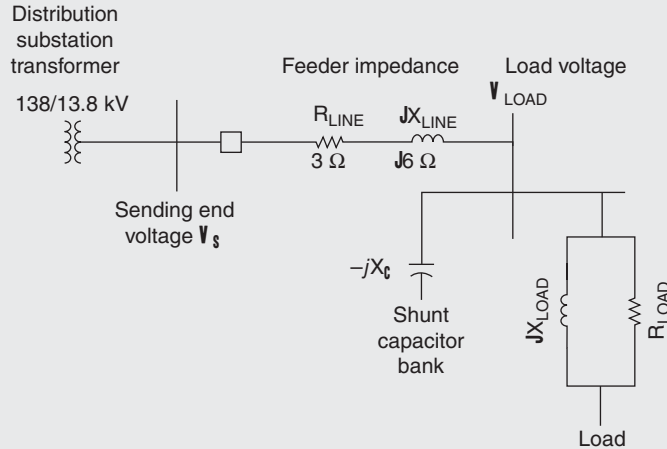 Distribution
substation
transformer
138/13.8 kV
Feeder impedance
Load voltage
V LOAD
R LINE
JX LINE
3 Ω
J6 Ω
Sending end
voltage V s
–jXc
Shunt
capacitor
bank
JX LOAD
R LOAD
Load